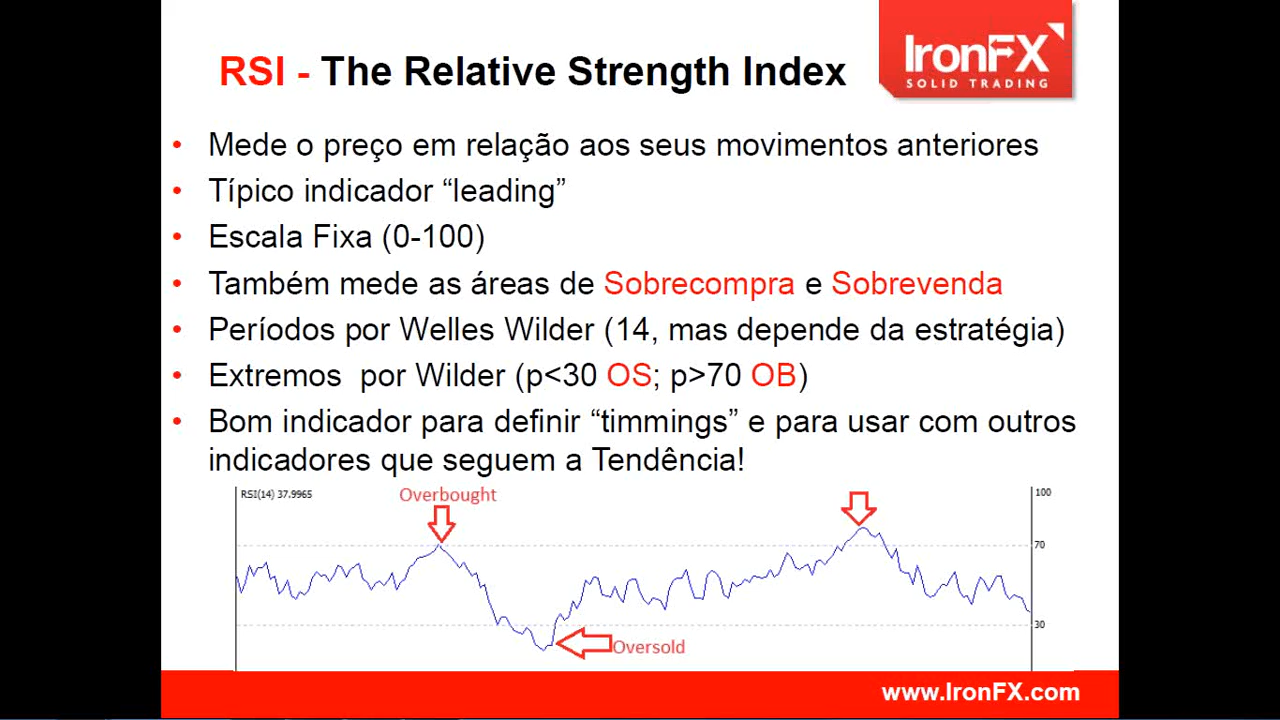 RSI - The Relative Strength Index
IronFX
SOLID TRADING
• Mede o preço em relação aos seus movimentos anteriores
• Típico indicador “leading”
• Escala Fixa (0-100)
• Também mede as áreas de Sobrecompra e Sobrevenda
• Períodos por Welles Wilder (14, mas depende da estratégia)
• Extremos por Wilder (p<30 OS; p>70 OB)
• Bom indicador para definir “timmings” e para usar com outros
indicadores que seguem a Tendência!
RSI(14) 37.9965
Overbought
100
70
30
Oversold
www.IronFX.com